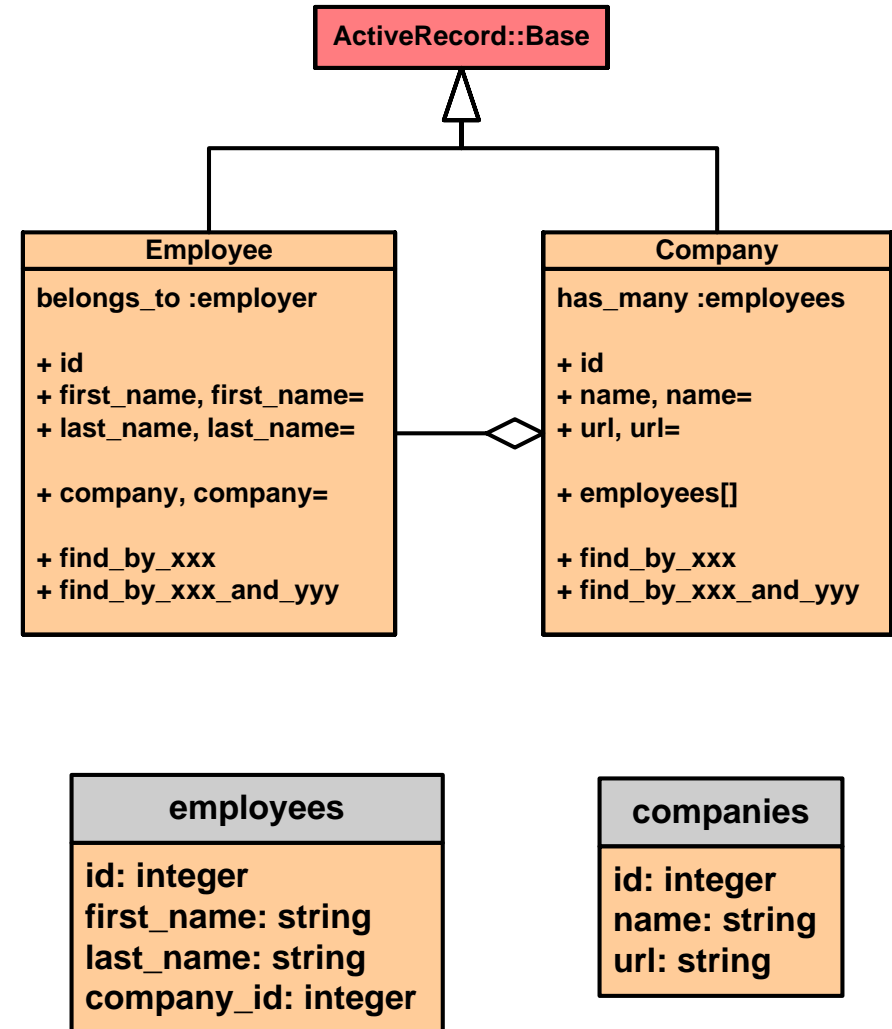 ActiveRecord::Base
Employee
belongs_to :employer
+ id
+ first_name, first_name=
+ last_name, last_name=
+ company, company=
+ find_by_xxx
+ find_by_xxx_and_yyy
Company
has_many :employees
+ id
+ name, name=
+ url, url=
+ employees[]
+ find_by_xxx
+ find_by_xxx_and_yyy
employees
id: integer
first_name: string
last_name: string
company_id: integer
companies
id: integer
name: string
url: string